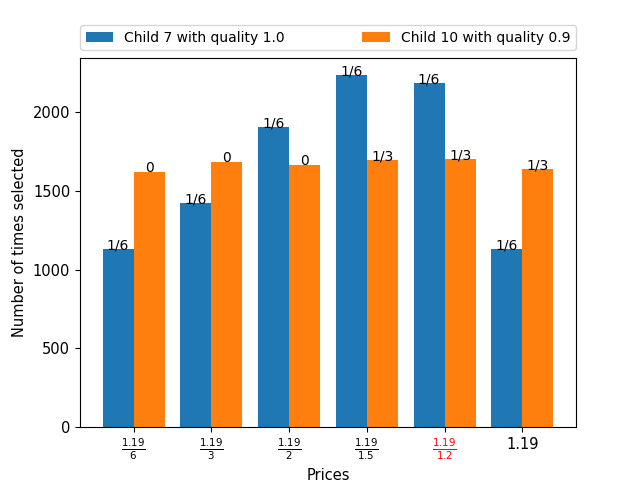 Child 7 with quality 1.0 Child 10 with quality 0.9
Number of times selected
2000
1500
1000
500
0
1/6 0 1/6 0 1/6 0 1/6 1/3 1/6 1/3 1/6 1/3
1.19/6 1.19/3 1.19/2 1.19/1.5 1.19/1.2 1.19
Prices